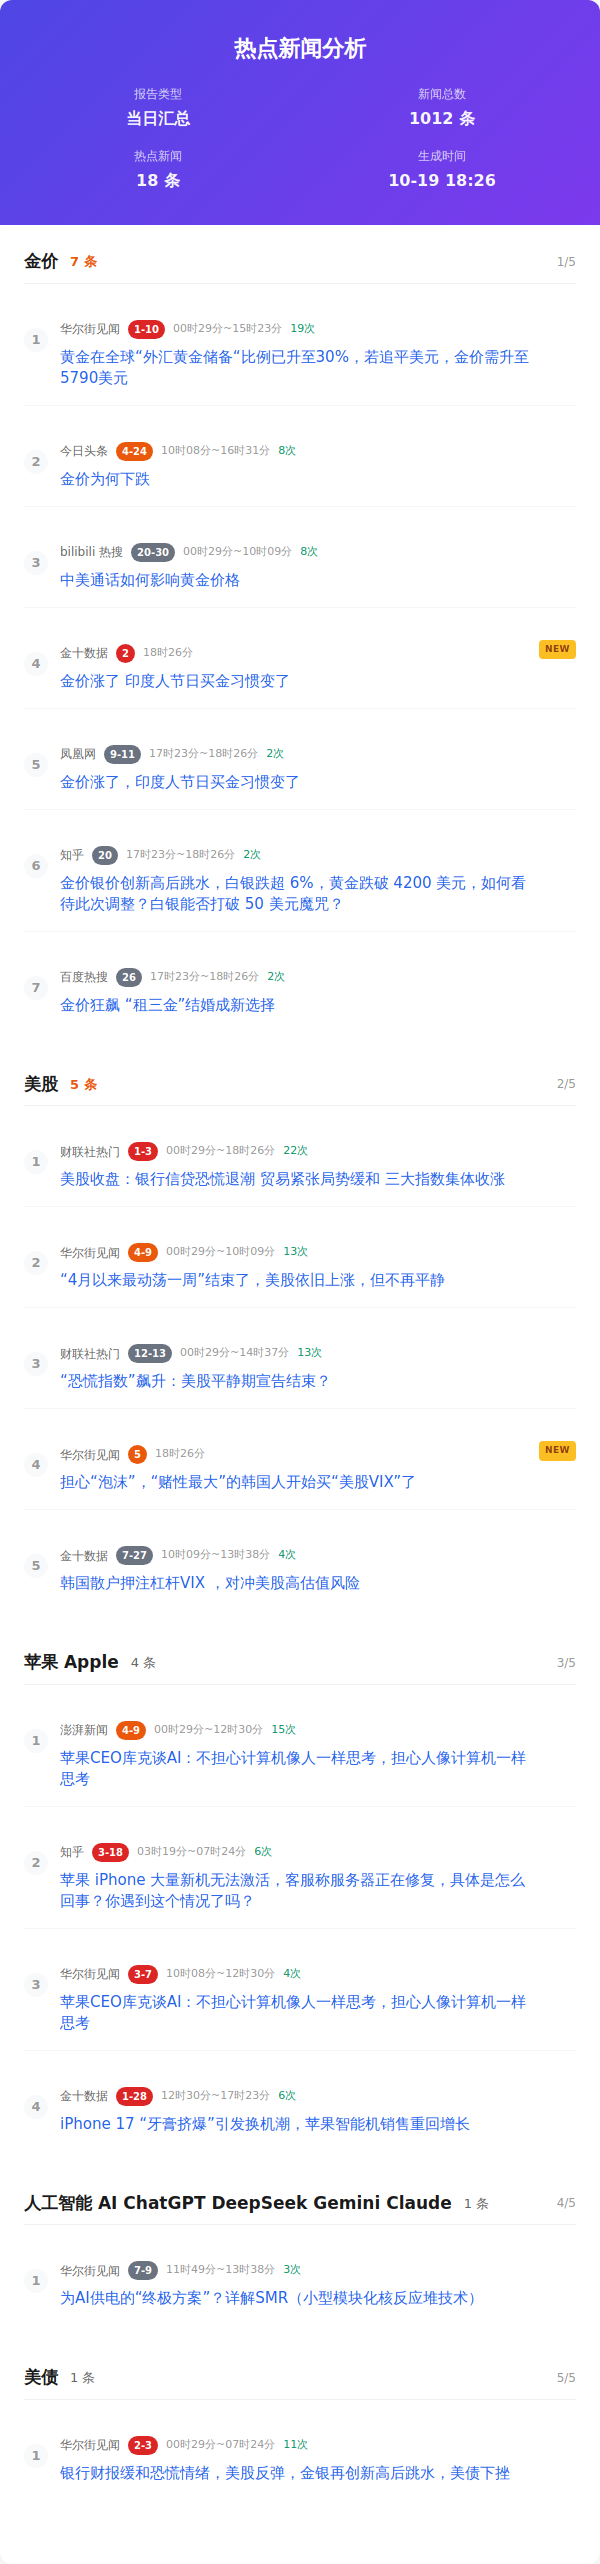 热点新闻分析
报告类型
新闻总数
当日汇总
1012 条
热点新闻
生成时间
18 条
10-19 18:26
金价 7 条 1/5
1
华尔街见闻 1-10 00时29分~15时23分 19次
黄金在全球“外汇黄金储备“比例已升至30%，若追平美元，金价需升至
5790美元
2
今日头条 4-24 10时08分~16时31分 8次
金价为何下跌
3
bilibili 热搜 20-30 00时29分~10时09分 8次
中美通话如何影响黄金价格
4
金十数据 2 18时26分 NEW
金价涨了 印度人节日买金习惯变了
5
凤凰网 9-11 17时23分~18时26分 2次
金价涨了，印度人节日买金习惯变了
6
知乎 20 17时23分~18时26分 2次
金价银价创新高后跳水，白银跌超 6%，黄金跌破 4200 美元，如何看
待此次调整？白银能否打破 50 美元魔咒？
7
百度热搜 26 17时23分~18时26分 2次
金价狂飙 “租三金”结婚成新选择
美股 5 条 2/5
1
财联社热门 1-3 00时29分~18时26分 22次
美股收盘：银行信贷恐慌退潮 贸易紧张局势缓和 三大指数集体收涨
2
华尔街见闻 4-9 00时29分~10时09分 13次
“4月以来最动荡一周”结束了，美股依旧上涨，但不再平静
3
财联社热门 12-13 00时29分~14时37分 13次
“恐慌指数”飙升：美股平静期宣告结束？
4
华尔街见闻 5 18时26分 NEW
担心“泡沫”，“赌性最大”的韩国人开始买“美股VIX”了
5
金十数据 7-27 10时09分~13时38分 4次
韩国散户押注杠杆VIX ，对冲美股高估值风险
苹果 Apple 4 条 3/5
1
澎湃新闻 4-9 00时29分~12时30分 15次
苹果CEO库克谈AI：不担心计算机像人一样思考，担心人像计算机一样
思考
2
知乎 3-18 03时19分~07时24分 6次
苹果 iPhone 大量新机无法激活，客服称服务器正在修复，具体是怎么
回事？你遇到这个情况了吗？
3
华尔街见闻 3-7 10时08分~12时30分 4次
苹果CEO库克谈AI：不担心计算机像人一样思考，担心人像计算机一样
思考
4
金十数据 1-28 12时30分~17时23分 6次
iPhone 17 “牙膏挤爆”引发换机潮，苹果智能机销售重回增长
人工智能 AI ChatGPT DeepSeek Gemini Claude 1 条 4/5
1
华尔街见闻 7-9 11时49分~13时38分 3次
为AI供电的“终极方案”？详解SMR（小型模块化核反应堆技术）
美债 1 条 5/5
1
华尔街见闻 2-3 00时29分~07时24分 11次
银行财报缓和恐慌情绪，美股反弹，金银再创新高后跳水，美债下挫